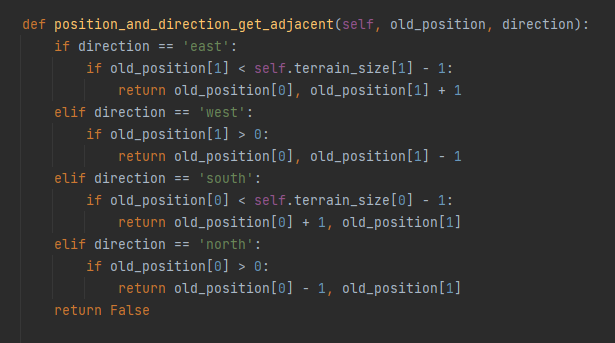 def position_and_direction_get_adjacent(self, old_position, direction):
    if direction == 'east':
        if old_position[1] < self.terrain_size[1] - 1:
            return old_position[0], old_position[1] + 1
    elif direction == 'west':
        if old_position[1] > 0:
            return old_position[0], old_position[1] - 1
    elif direction == 'south':
        if old_position[0] < self.terrain_size[0] - 1:
            return old_position[0] + 1, old_position[1]
    elif direction == 'north':
        if old_position[0] > 0:
            return old_position[0] - 1, old_position[1]
    return False